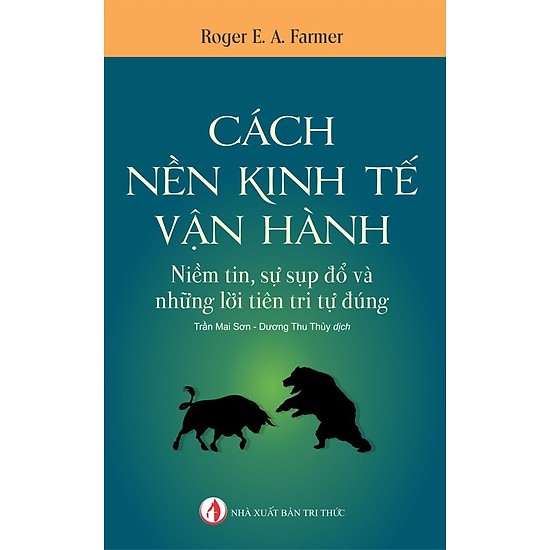 Roger E. A. Farmer
CÁCH
NỀN KINH TẾ
VẬN HÀNH
Niềm tin, sự sụp đổ và
những lời tiên tri tự đúng
Trần Mai Sơn - Dương Thu Thủy dịch
NHÀ XUẤT BẢN TRI THỨC